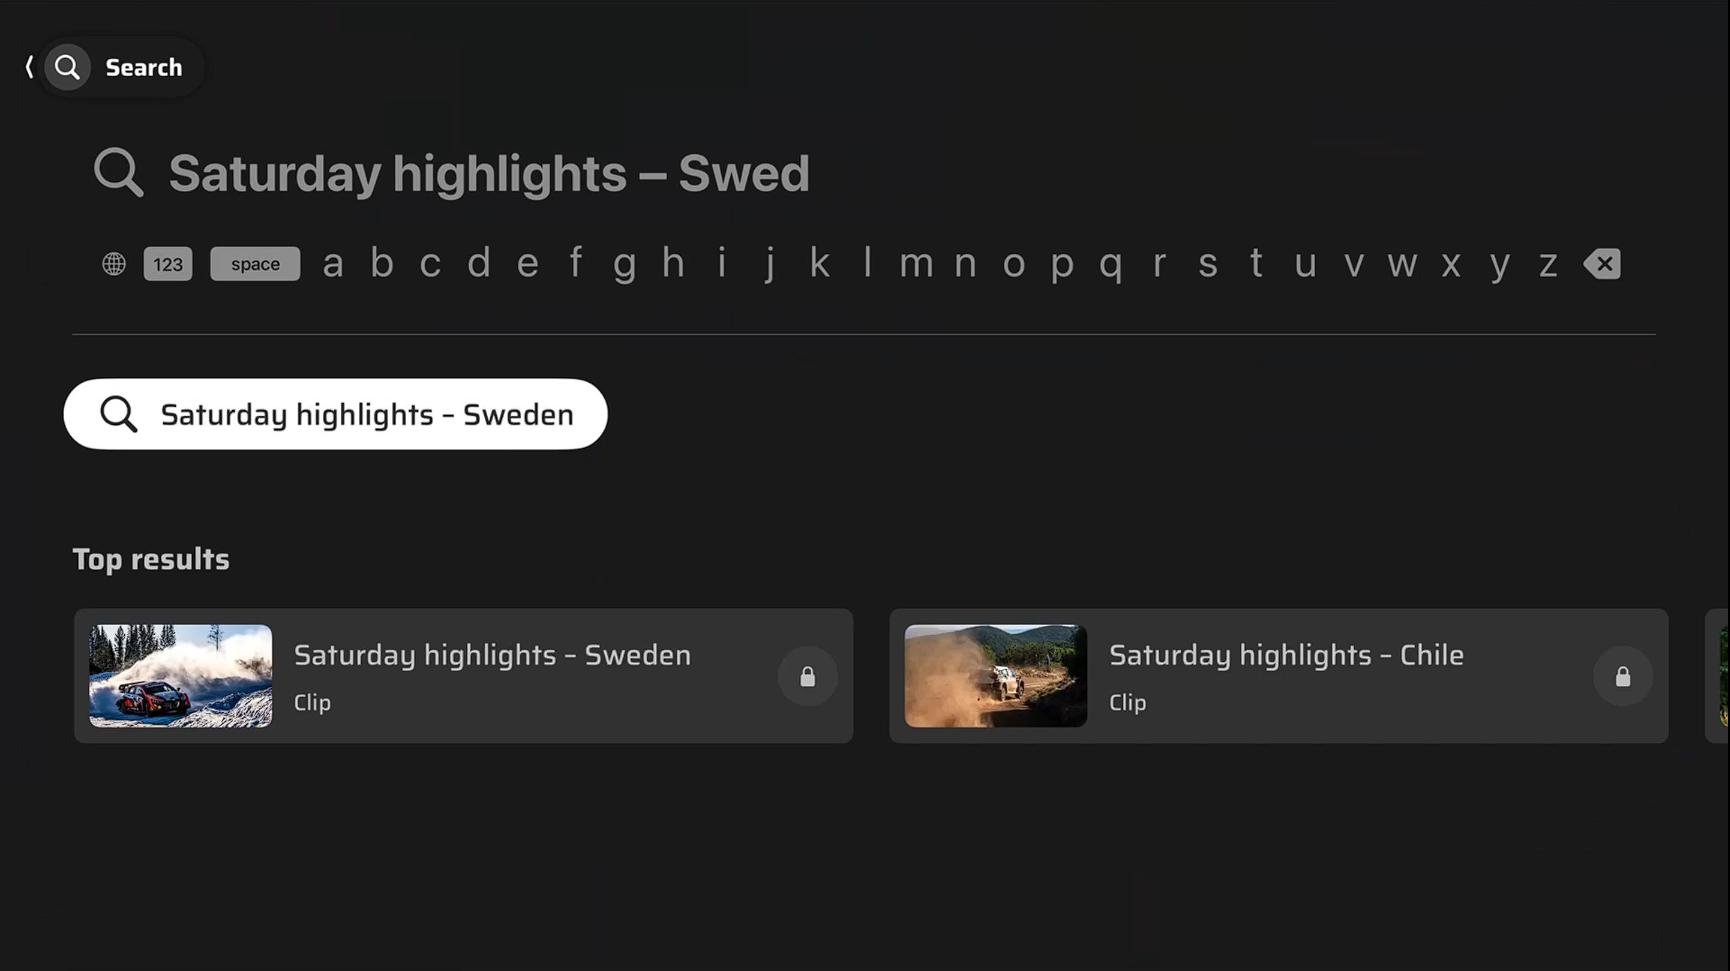 Search
Saturday highlights – Swed
123 space a b c d e f g h i j k l m n o p q r s t u v w x y z
Saturday highlights – Sweden
Top results
Saturday highlights – Sweden
Clip
Saturday highlights – Chile
Clip